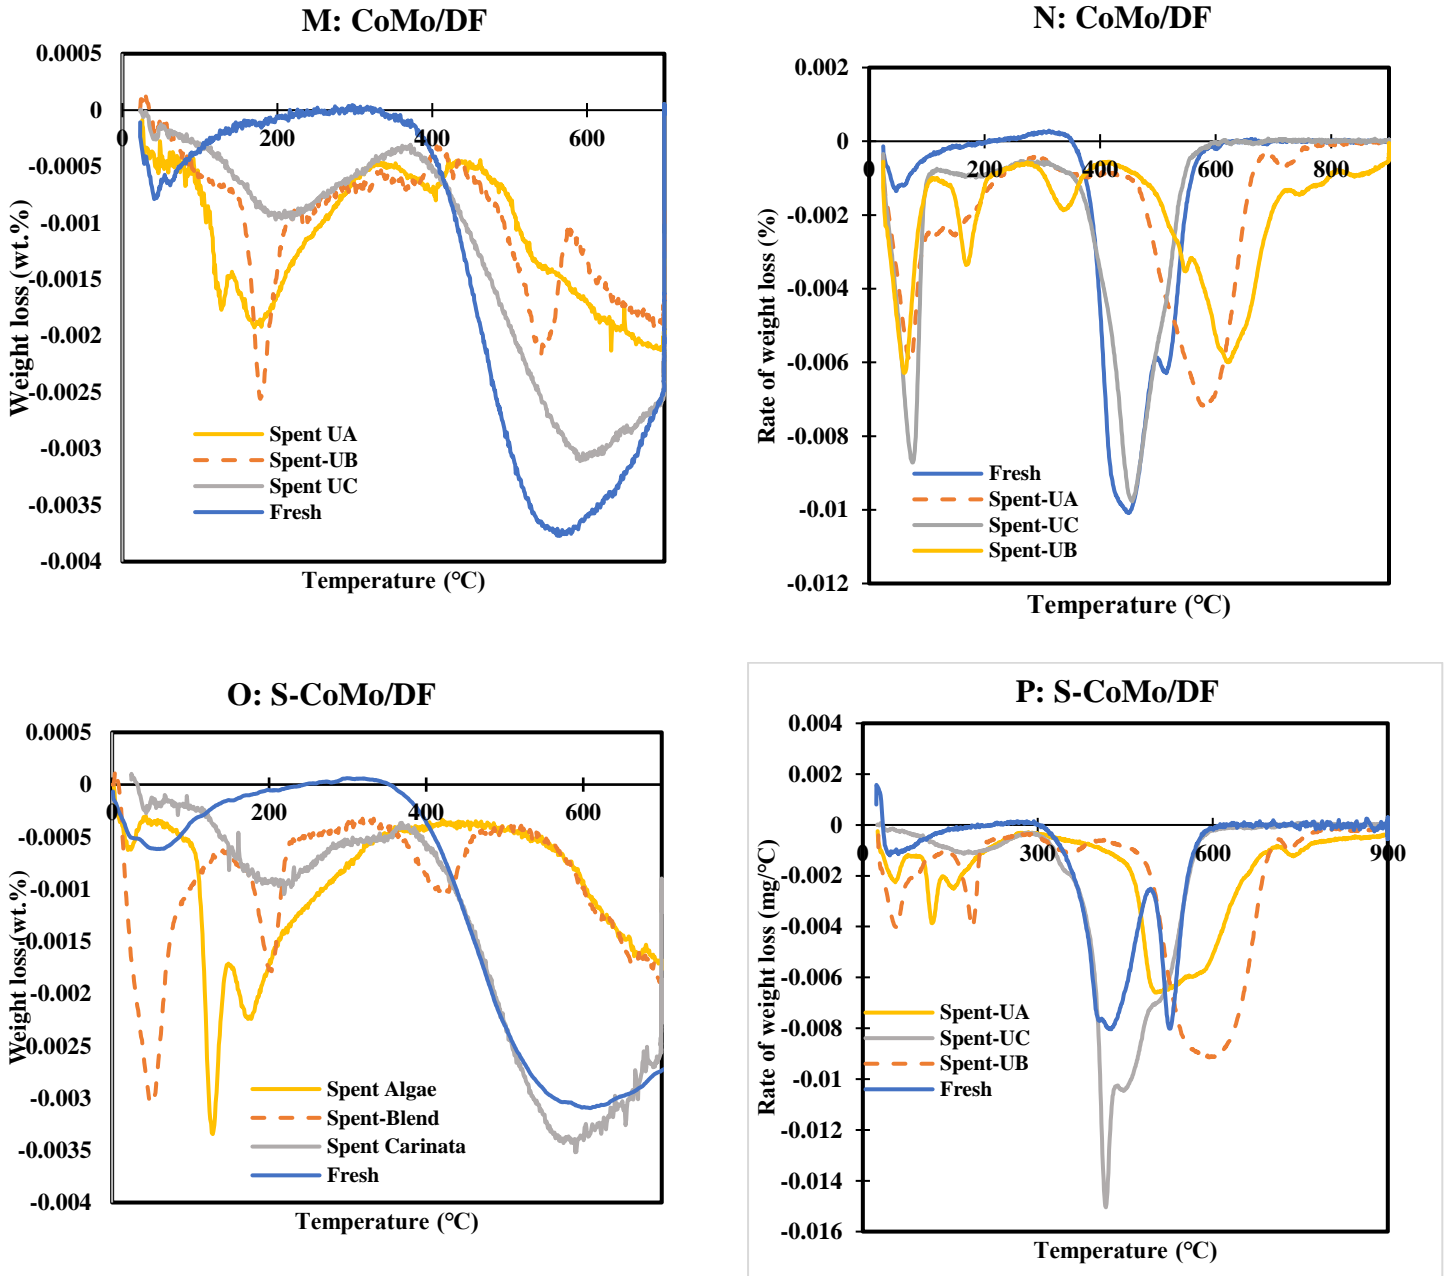 M: CoMo/DF
0.0005
0
-0.0005
-0.001
-0.0015
-0.002
-0.0025
-0.003
-0.0035
-0.004
0
200
400
600
Weight loss (wt.%)
Temperature (°C)
Spent UA
Spent-UB
Spent UC
Fresh
N: CoMo/DF
0.002
0
-0.002
-0.004
-0.006
-0.008
-0.01
-0.012
0
200
400
600
800
Rate of weight loss (%)
Temperature (°C)
Fresh
Spent-UA
Spent-UC
Spent-UB
O: S-CoMo/DF
0.0005
0
-0.0005
-0.001
-0.0015
-0.002
-0.0025
-0.003
-0.0035
-0.004
0
200
400
600
Weight loss (wt.%)
Temperature (°C)
Spent Algae
Spent-Blend
Spent Carinata
Fresh
P: S-CoMo/DF
0.004
0.002
0
-0.002
-0.004
-0.006
-0.008
-0.01
-0.012
-0.014
-0.016
0
300
600
900
Rate of weight loss (mg/°C)
Temperature (°C)
Spent-UA
Spent-UC
Spent-UB
Fresh